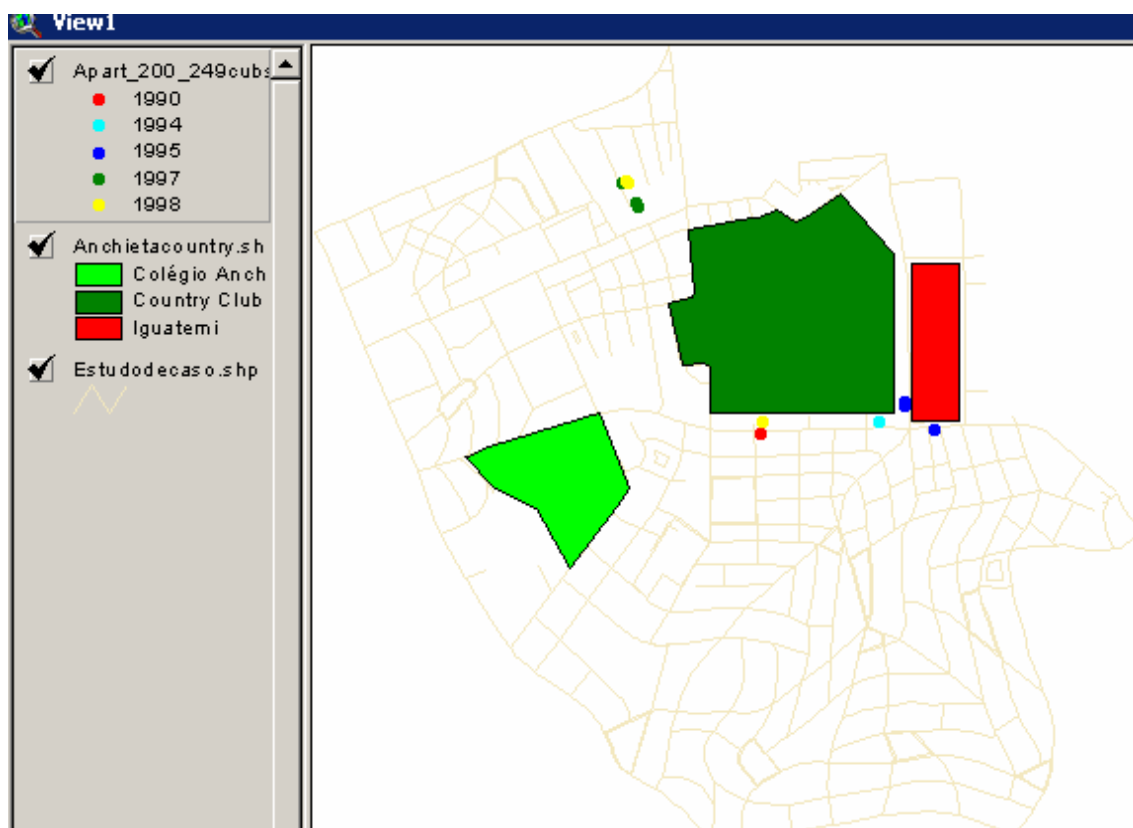 View1
Apart_200_249cubs
1990
1994
1995
1997
1998
Anchietacountry.sh
Colégio Anch
Country Club
Iguatemi
Estudodecaso.shp